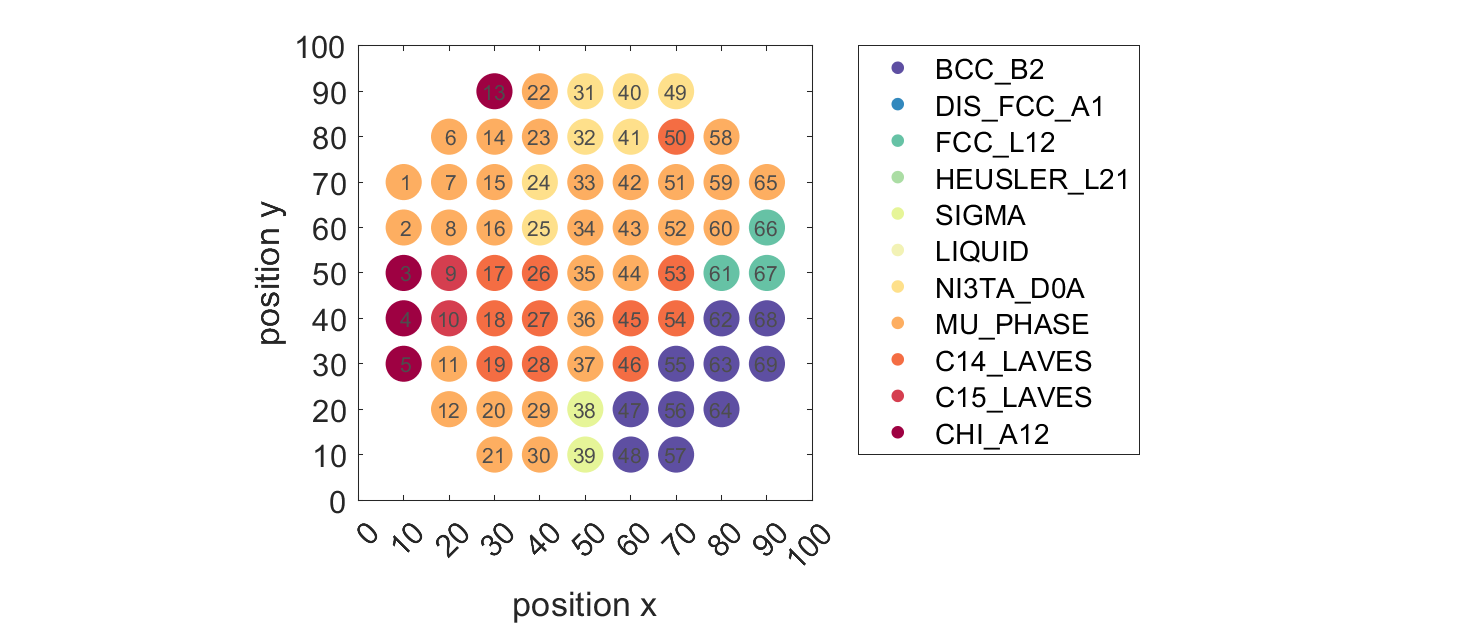 100
90 13 22 31 40 49
80 6 14 23 32 41 50 58
70 1 7 15 24 33 42 51 59 65
60 2 8 16 25 34 43 52 60 66
50 3 9 17 26 35 44 53 61 67
40 4 10 18 27 36 45 54 62 68
30 5 11 19 28 37 46 55 63 69
20 12 20 29 38 47 56 64
10 21 30 39 48 57
0
0 10 20 30 40 50 60 70 80 90 100
position x
position y
BCC_B2
DIS_FCC_A1
FCC_L12
HEUSLER_L21
SIGMA
LIQUID
NI3TA_D0A
MU_PHASE
C14_LAVES
C15_LAVES
CHI_A12